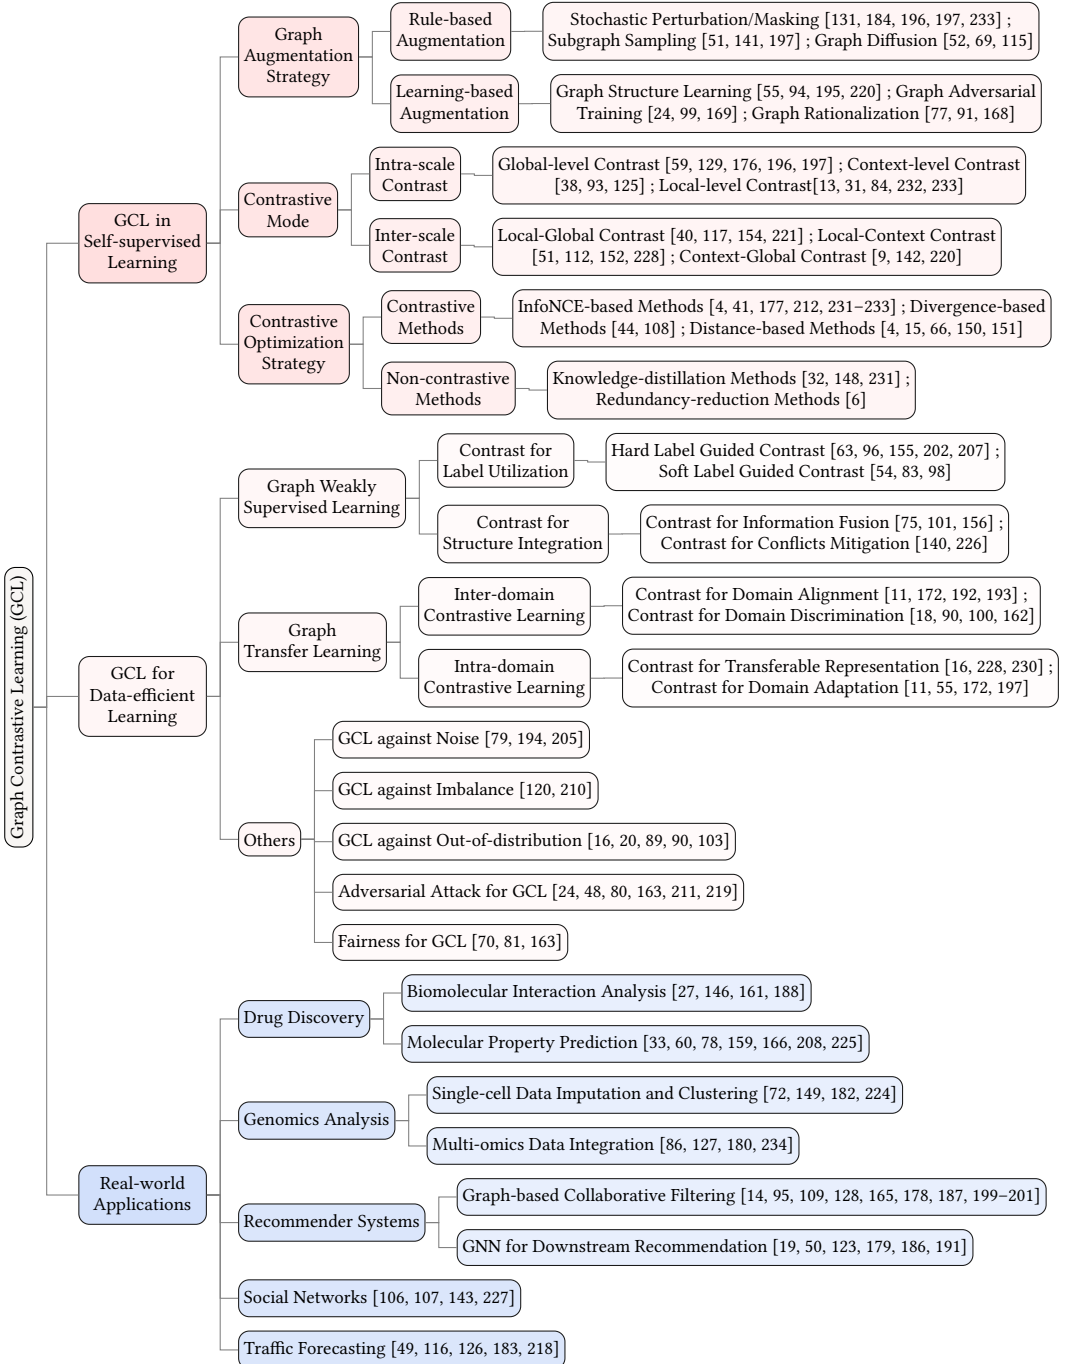 Graph Contrastive Learning (GCL)
GCL in
Self-supervised
Learning
Graph
Augmentation
Strategy
Rule-based
Augmentation
Stochastic Perturbation/Masking [131, 184, 196, 197, 233] ;
Subgraph Sampling [51, 141, 197] ; Graph Diffusion [52, 69, 115]
Learning-based
Augmentation
Graph Structure Learning [55, 94, 195, 220] ; Graph Adversarial
Training [24, 99, 169] ; Graph Rationalization [77, 91, 168]
Contrastive
Mode
Intra-scale
Contrast
Global-level Contrast [59, 129, 176, 196, 197] ; Context-level Contrast
[38, 93, 125] ; Local-level Contrast[13, 31, 84, 232, 233]
Inter-scale
Contrast
Local-Global Contrast [40, 117, 154, 221] ; Local-Context Contrast
[51, 112, 152, 228] ; Context-Global Contrast [9, 142, 220]
Contrastive
Optimization
Strategy
Contrastive
Methods
InfoNCE-based Methods [4, 41, 177, 212, 231–233] ; Divergence-based
Methods [44, 108] ; Distance-based Methods [4, 15, 66, 150, 151]
Non-contrastive
Methods
Knowledge-distillation Methods [32, 148, 231] ;
Redundancy-reduction Methods [6]
GCL for
Data-efficient
Learning
Graph Weakly
Supervised Learning
Contrast for
Label Utilization
Hard Label Guided Contrast [63, 96, 155, 202, 207] ;
Soft Label Guided Contrast [54, 83, 98]
Contrast for
Structure Integration
Contrast for Information Fusion [75, 101, 156] ;
Contrast for Conflicts Mitigation [140, 226]
Graph
Transfer Learning
Inter-domain
Contrastive Learning
Contrast for Domain Alignment [11, 172, 192, 193] ;
Contrast for Domain Discrimination [18, 90, 100, 162]
Intra-domain
Contrastive Learning
Contrast for Transferable Representation [16, 228, 230] ;
Contrast for Domain Adaptation [11, 55, 172, 197]
Others
GCL against Noise [79, 194, 205]
GCL against Imbalance [120, 210]
GCL against Out-of-distribution [16, 20, 89, 90, 103]
Adversarial Attack for GCL [24, 48, 80, 163, 211, 219]
Fairness for GCL [70, 81, 163]
Real-world
Applications
Drug Discovery
Biomolecular Interaction Analysis [27, 146, 161, 188]
Molecular Property Prediction [33, 60, 78, 159, 166, 208, 225]
Genomics Analysis
Single-cell Data Imputation and Clustering [72, 149, 182, 224]
Multi-omics Data Integration [86, 127, 180, 234]
Recommender Systems
Graph-based Collaborative Filtering [14, 95, 109, 128, 165, 178, 187, 199–201]
GNN for Downstream Recommendation [19, 50, 123, 179, 186, 191]
Social Networks [106, 107, 143, 227]
Traffic Forecasting [49, 116, 126, 183, 218]